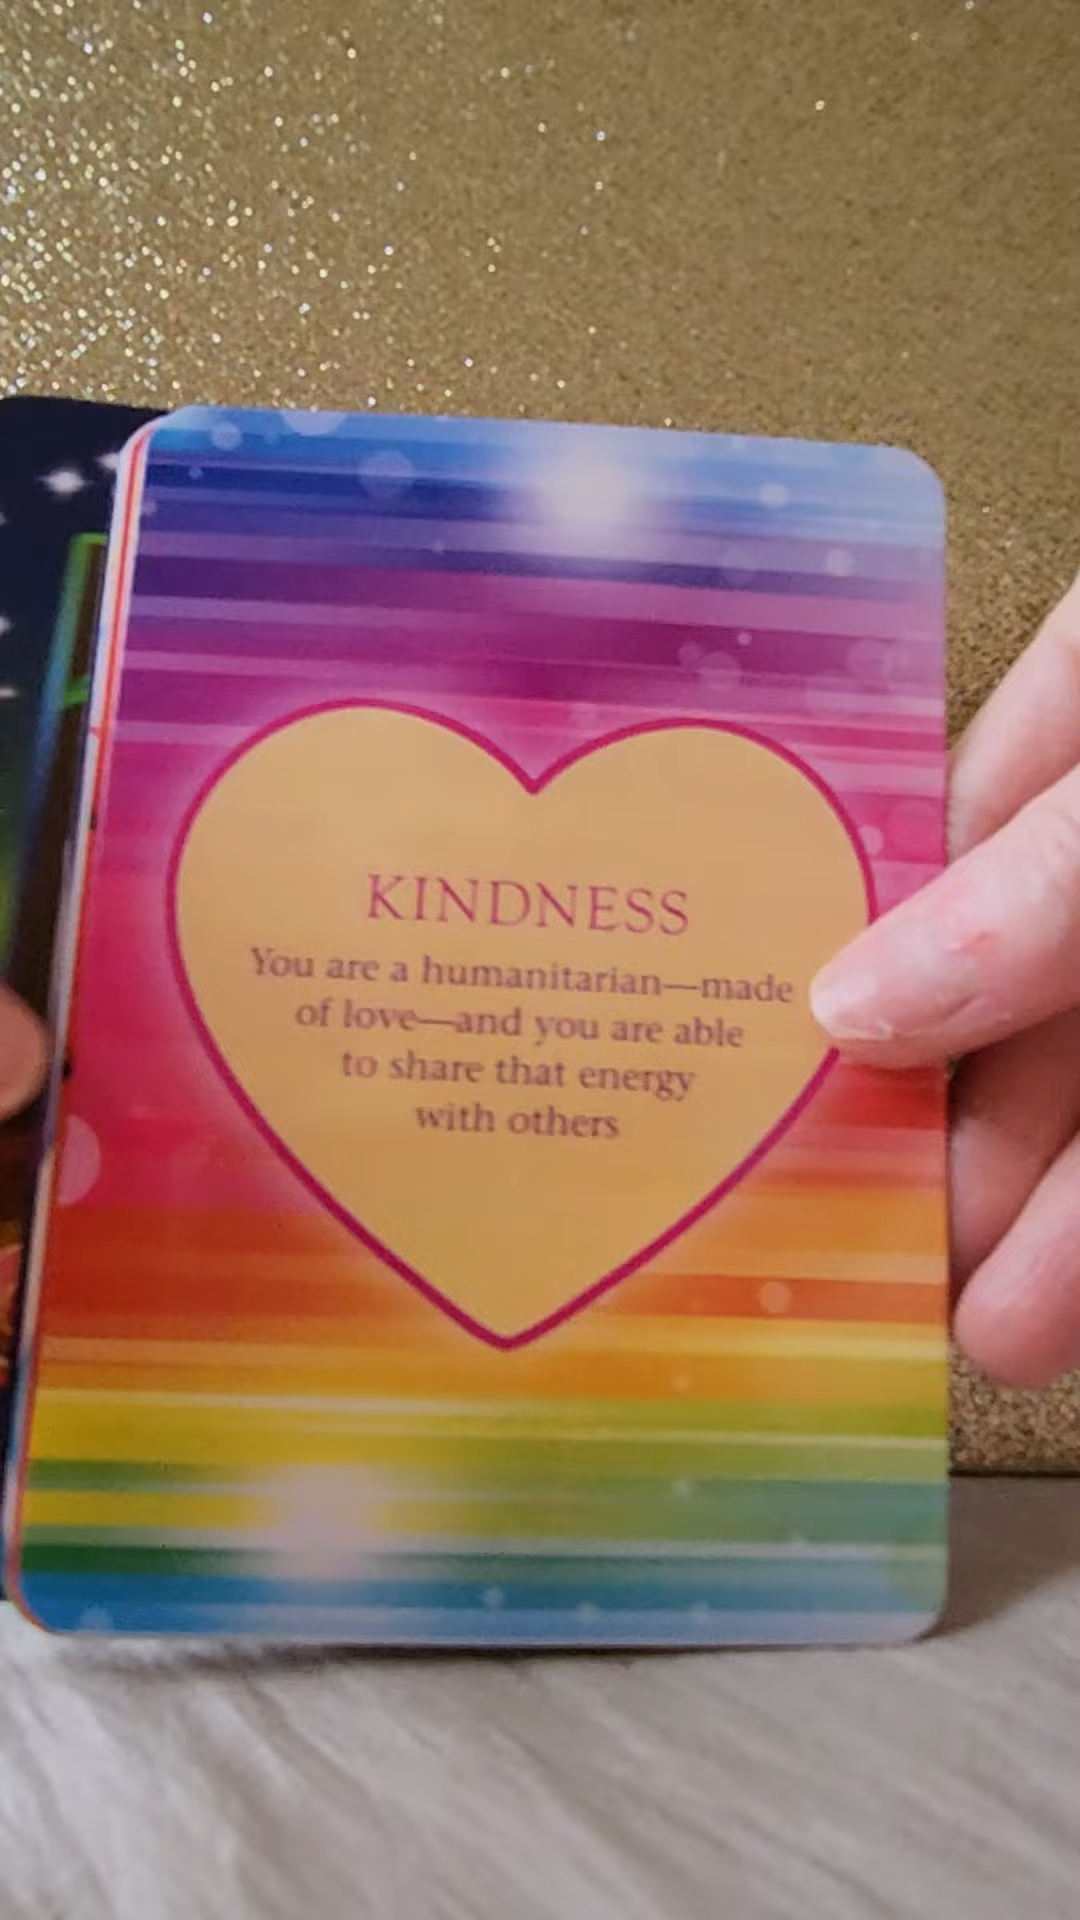 KINDNESS
You are a humanitarian—made
of love—and you are able
to share that energy
with others